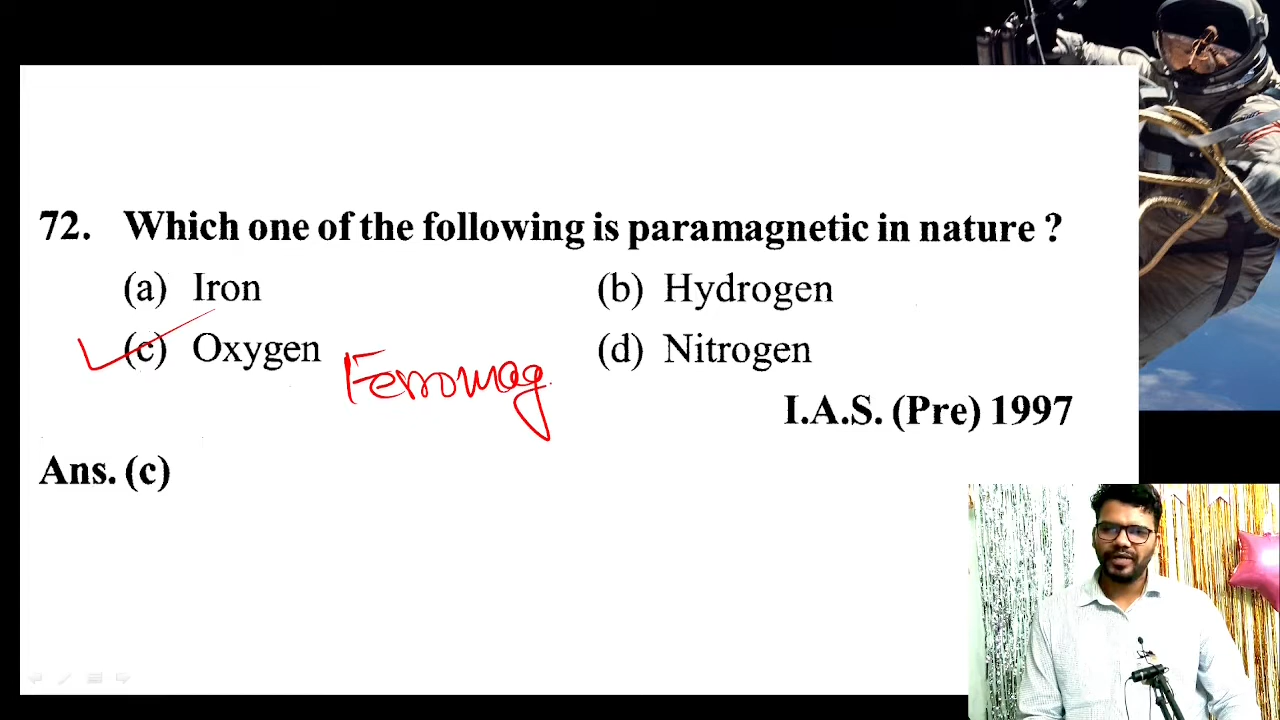 72. Which one of the following is paramagnetic in nature ?
(a) Iron (b) Hydrogen
(c) Oxygen (d) Nitrogen
Ferromag
I.A.S. (Pre) 1997
Ans. (c)